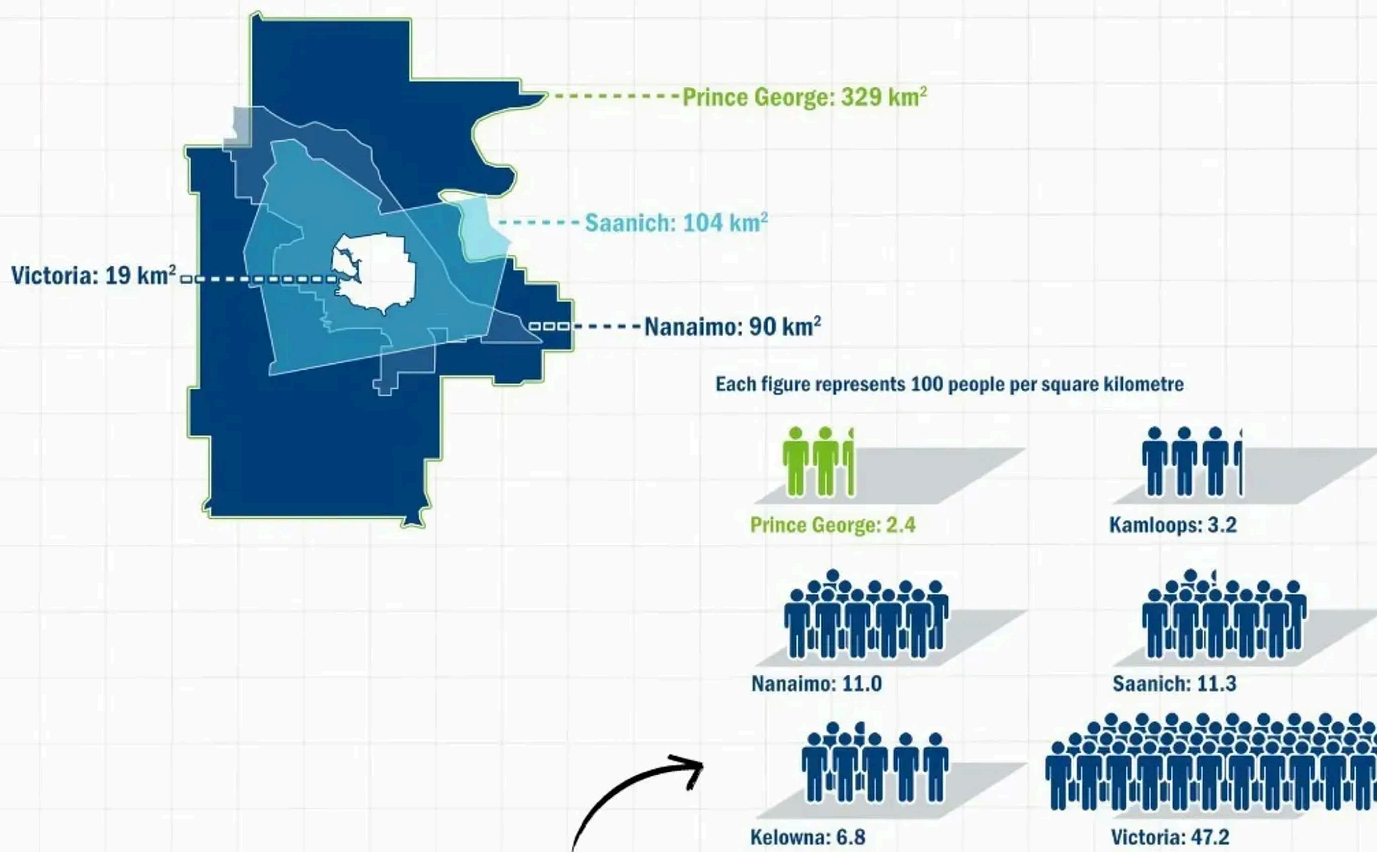 Prince George: 329 km²
Saanich: 104 km²
Victoria: 19 km²
Nanaimo: 90 km²
Each figure represents 100 people per square kilometre
Prince George: 2.4
Kamloops: 3.2
Nanaimo: 11.0
Saanich: 11.3
Kelowna: 6.8
Victoria: 47.2